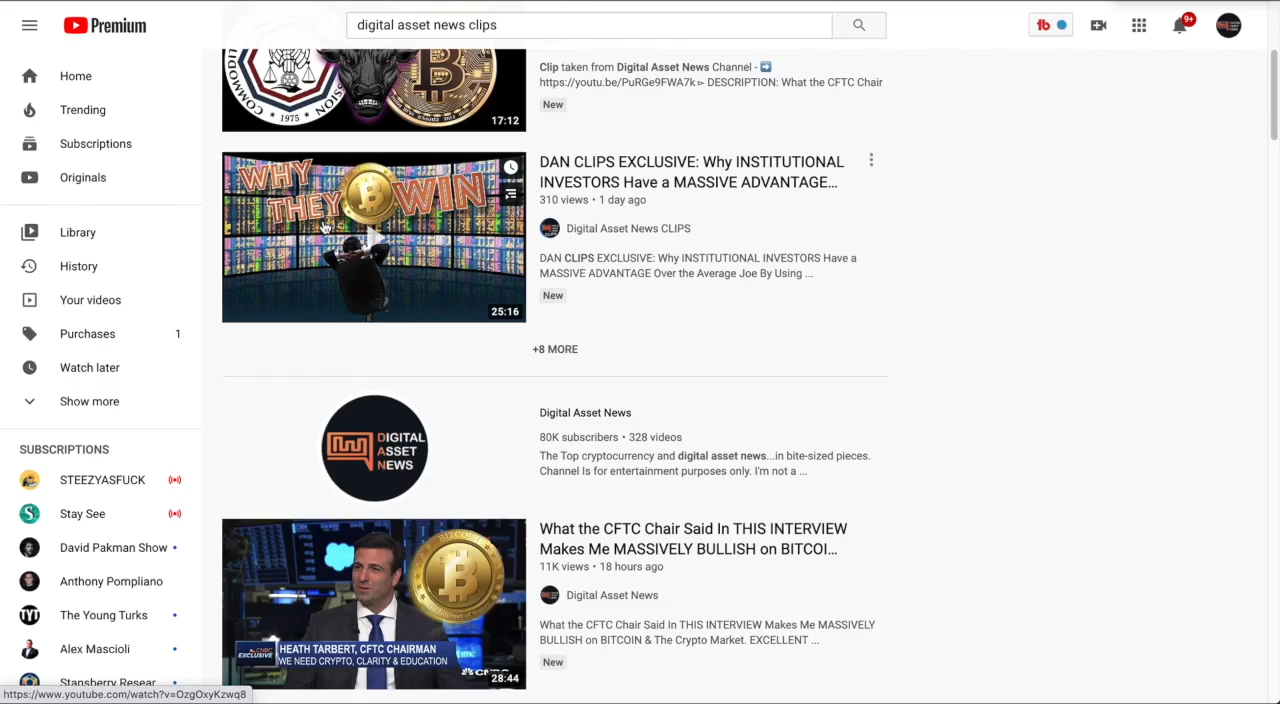 Premium
digital asset news clips
tb
9+
Home
Trending
Subscriptions
Originals
Library
History
Your videos
Purchases 1
Watch later
Show more
SUBSCRIPTIONS
STEEZYASFUCK
Stay See
David Pakman Show
Anthony Pompliano
TYT The Young Turks
Alex Mascioli
Stansberry Resear
https://www.youtube.com/watch?v=OzgOxyKzwq8
1975
17:12
Clip taken from Digital Asset News Channel - ➡️
https://youtu.be/PuRGe9FWA7k ▻ DESCRIPTION: What the CFTC Chair
New
WHY
THEY WIN
25:16
DAN CLIPS EXCLUSIVE: Why INSTITUTIONAL
INVESTORS Have a MASSIVE ADVANTAGE...
310 views • 1 day ago
Digital Asset News CLIPS
DAN CLIPS EXCLUSIVE: Why INSTITUTIONAL INVESTORS Have a
MASSIVE ADVANTAGE Over the Average Joe By Using ...
New
+8 MORE
DIGITAL
ASSET
NEWS
Digital Asset News
80K subscribers • 328 videos
The Top cryptocurrency and digital asset news...in bite-sized pieces.
Channel Is for entertainment purposes only. I'm not a ...
BITCOIN
CNBC
EXCLUSIVE
HEATH TARBERT, CFTC CHAIRMAN
WE NEED CRYPTO, CLARITY & EDUCATION
28:44
What the CFTC Chair Said In THIS INTERVIEW
Makes Me MASSIVELY BULLISH on BITCOI...
11K views • 18 hours ago
Digital Asset News
What the CFTC Chair Said In THIS INTERVIEW Makes Me MASSIVELY
BULLISH on BITCOIN & The Crypto Market. EXCELLENT ...
New